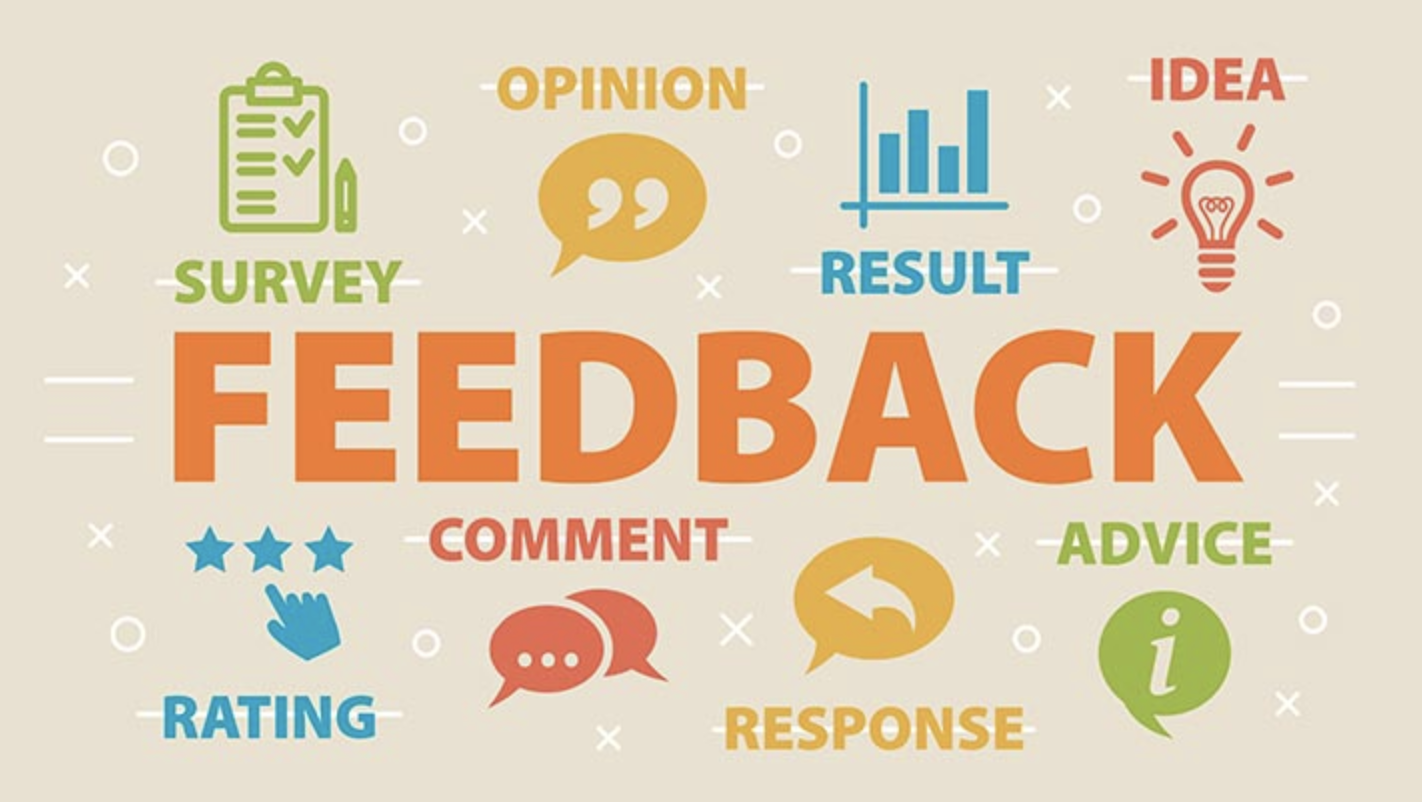 OPINION
IDEA
SURVEY
RESULT
FEEDBACK
COMMENT
ADVICE
i
RATING
RESPONSE